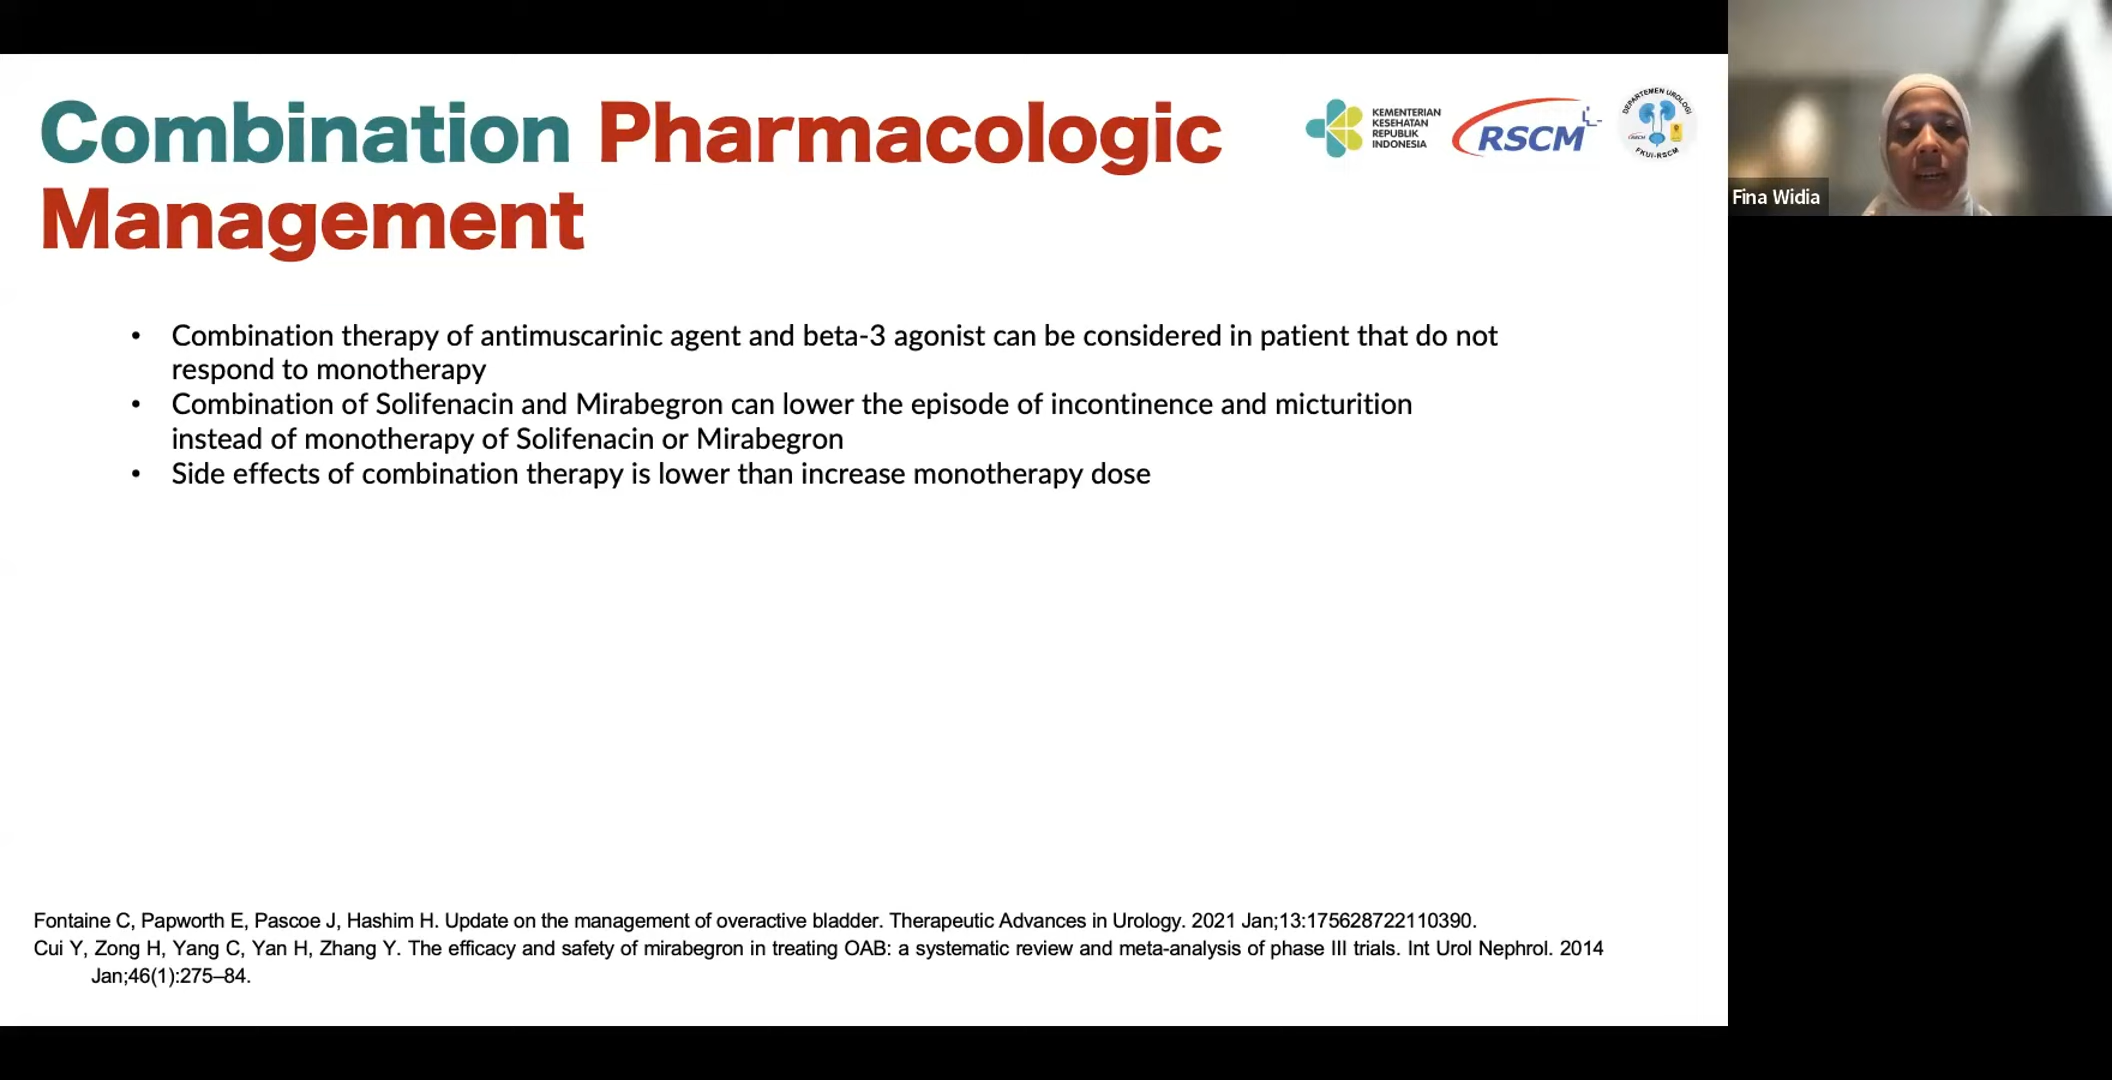 Combination Pharmacologic
Management
KEMENTERIAN
KESEHATAN
REPUBLIK
INDONESIA
RSCM
DEPARTEMEN UROLOGI
FKUI-RSCM
Fina Widia
• Combination therapy of antimuscarinic agent and beta-3 agonist can be considered in patient that do not
respond to monotherapy
• Combination of Solifenacin and Mirabegron can lower the episode of incontinence and micturition
instead of monotherapy of Solifenacin or Mirabegron
• Side effects of combination therapy is lower than increase monotherapy dose
Fontaine C, Papworth E, Pascoe J, Hashim H. Update on the management of overactive bladder. Therapeutic Advances in Urology. 2021 Jan;13:175628722110390.
Cui Y, Zong H, Yang C, Yan H, Zhang Y. The efficacy and safety of mirabegron in treating OAB: a systematic review and meta-analysis of phase III trials. Int Urol Nephrol. 2014
Jan;46(1):275–84.